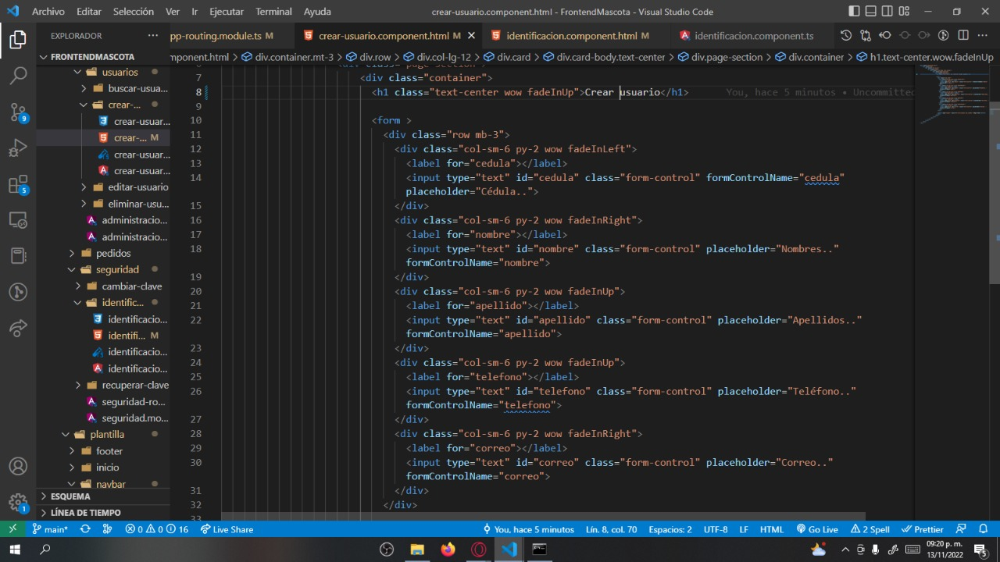 Archivo Editar Selección Ver Ir Ejecutar Terminal Ayuda crear-usuario.component.html - FrontendMascota - Visual Studio Code
EXPLORADOR ··· pp-routing.module.ts M crear-usuario.component.html M identificacion.component.html M identificacion.component.ts
FRONTENDMASCOTA mponent.html > div.container.mt-3 > div.row > div.col-lg-12 > div.card > div.card-body.text-center > div.page-section > div.container > h1.text-center.wow.fadeInUp
usuarios
buscar-usua...
crear-...
crear-usuar...
crear-... M
crear-usuar...
crear-usuar...
editar-usuario
eliminar-usu...
administracio...
administracio...
pedidos
seguridad
cambiar-clave
identific...
identificacio...
identifi... M
identificacio...
identificacio...
recuperar-clave
seguridad-ro...
seguridad.mo...
plantilla
footer
inicio
navbar
ESQUEMA
LÍNEA DE TIEMPO
7 <div class="container">
8 <h1 class="text-center wow fadeInUp">Crear usuario</h1> 5 minutos • Uncommitted
9
10 <form >
11 <div class="row mb-3">
12 <div class="col-sm-6 py-2 wow fadeInLeft">
13 <label for="cedula"></label>
14 <input type="text" id="cedula" class="form-control" formControlName="cedula"
placeholder="Cédula..">
15 </div>
16 <div class="col-sm-6 py-2 wow fadeInRight">
17 <label for="nombre"></label>
18 <input type="text" id="nombre" class="form-control" placeholder="Nombres.."
formControlName="nombre">
19 </div>
20 <div class="col-sm-6 py-2 wow fadeInUp">
21 <label for="apellido"></label>
22 <input type="text" id="apellido" class="form-control" placeholder="Apellidos.."
formControlName="apellido">
23 </div>
24 <div class="col-sm-6 py-2 wow fadeInUp">
25 <label for="telefono"></label>
26 <input type="text" id="telefono" class="form-control" placeholder="Teléfono.."
formControlName="telefono">
27 </div>
28 <div class="col-sm-6 py-2 wow fadeInRight">
29 <label for="correo"></label>
30 <input type="text" id="correo" class="form-control" placeholder="Correo.."
formControlName="correo">
31 </div>
32 </div>
33
9
5
1
main* 0 0 16 Live Share You, hace 5 minutos Lín. 8, col. 70 Espacios: 2 UTF-8 LF HTML Go Live 2 Spell Prettier
09:20 p. m.
13/11/2022
5